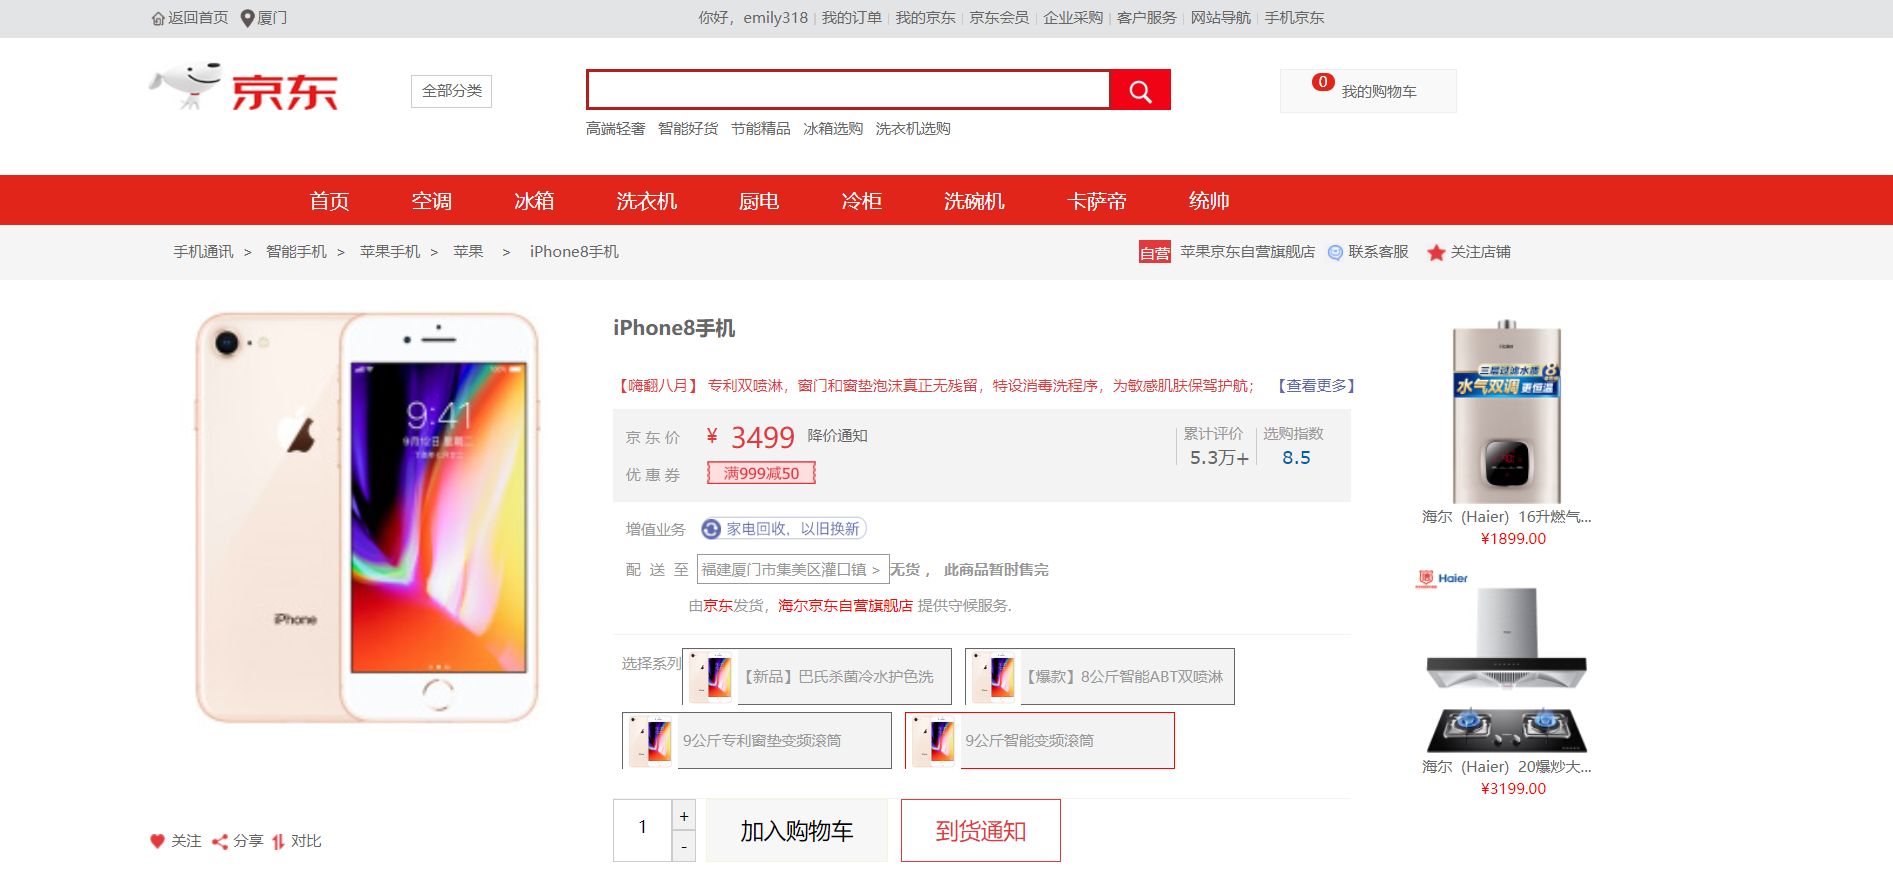 返回首页 厦门 你好，emily318 我的订单 我的京东 京东会员 企业采购 客户服务 网站导航 手机京东
京东 全部分类 0 我的购物车
高端轻奢 智能好货 节能精品 冰箱选购 洗衣机选购
首页 空调 冰箱 洗衣机 厨电 冷柜 洗碗机 卡萨帝 统帅
手机通讯 > 智能手机 > 苹果手机 > 苹果 > iPhone8手机 自营 苹果京东自营旗舰店 联系客服 关注店铺
iPhone8手机
【嗨翻八月】 专利双喷淋，窗门和窗垫泡沫真正无残留，特设消毒洗程序，为敏感肌肤保驾护航； 【查看更多】
京 东 价 ¥ 3499 降价通知 累计评价 选购指数
5.3万+ 8.5
优 惠 券 满999减50
增值业务 家电回收，以旧换新
配 送 至 福建厦门市集美区灌口镇 > 无货 ， 此商品暂时售完
由京东发货，海尔京东自营旗舰店 提供守候服务.
选择系列 【新品】巴氏杀菌冷水护色洗 【爆款】8公斤智能ABT双喷淋
9公斤专利窗垫变频滚筒 9公斤智能变频滚筒
1 + - 加入购物车 到货通知
关注 分享 对比
9:41
iPhone
Haier
三层过滤水质
水气双调 更恒温
海尔（Haier）16升燃气...
¥1899.00
Haier
海尔（Haier）20爆炒大...
¥3199.00